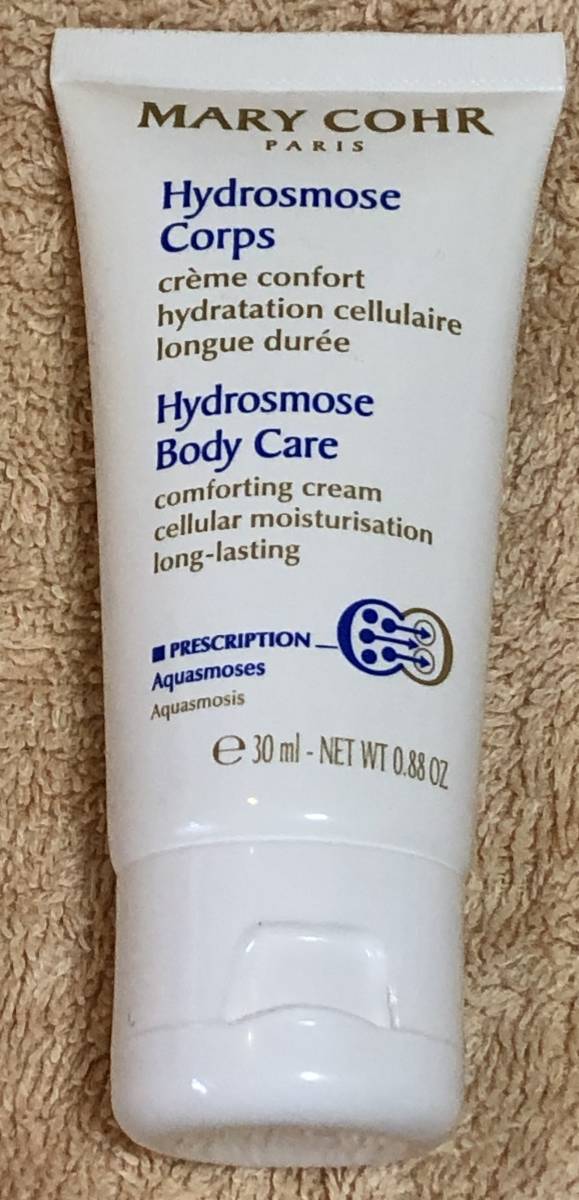 MARY COHR
PARIS
Hydrosmose
Corps
crème confort
hydratation cellulaire
longue durée
Hydrosmose
Body Care
comforting cream
cellular moisturisation
long-lasting
PRESCRIPTION
Aquasmoses
Aquasmosis
℮ 30 ml - NET WT 0.88 OZ